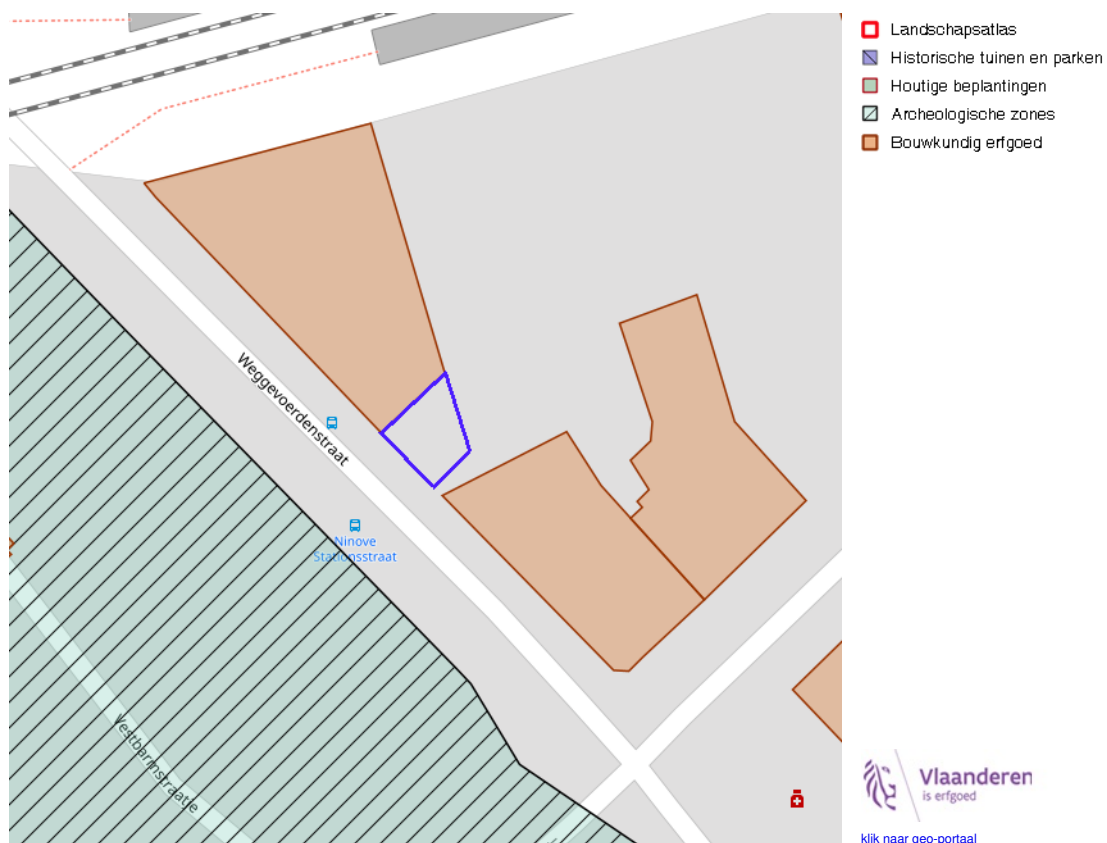 Landschapsatlas
Historische tuinen en parken
Houtige beplantingen
Archeologische zones
Bouwkundig erfgoed
Weggevoerdenstraat
Ninove
Stationsstraat
Vestbarmstraatje
Vlaanderen
is erfgoed
klik naar geo-portaal